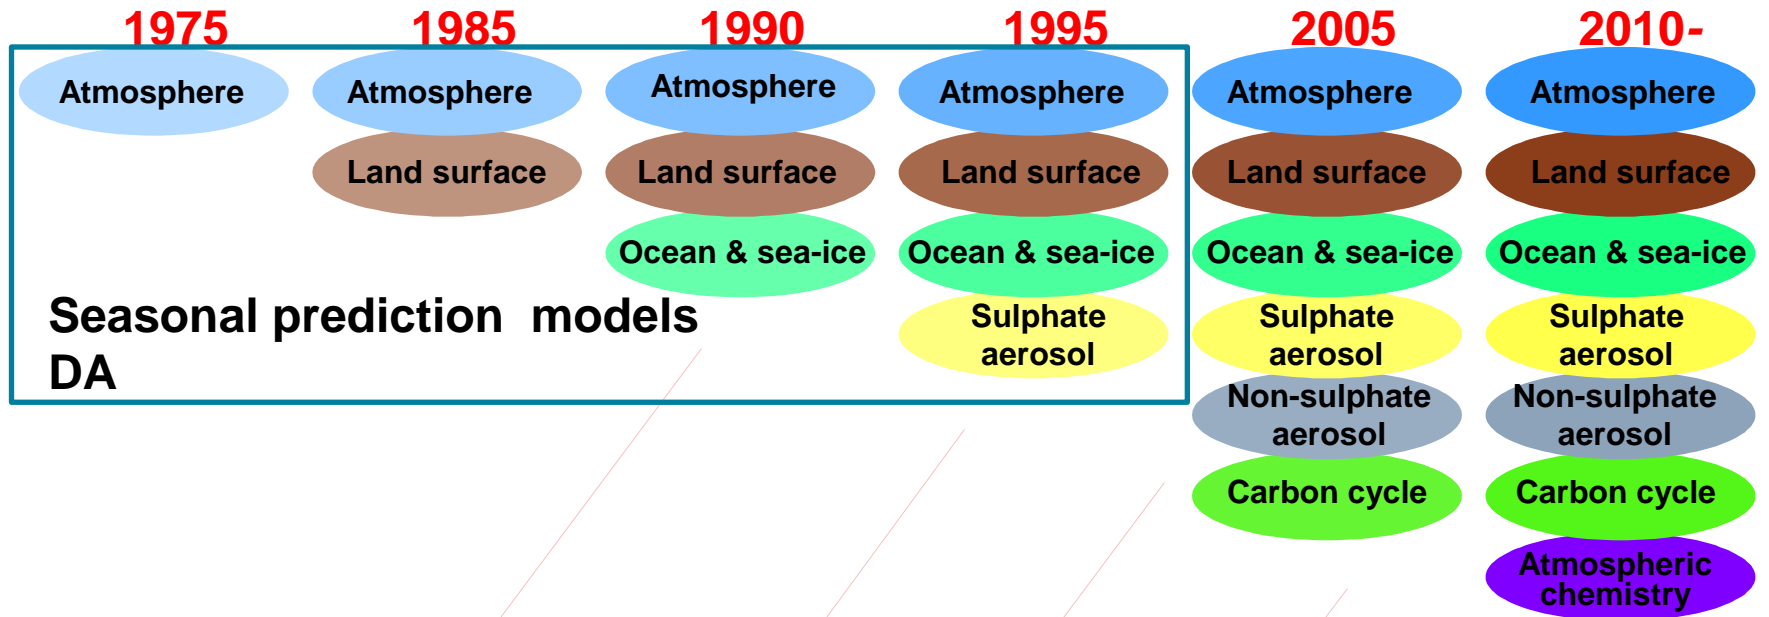 1975 1985 1990 1995 2005 2010-
Atmosphere Atmosphere Atmosphere Atmosphere Atmosphere Atmosphere
Land surface Land surface Land surface Land surface Land surface
Ocean & sea-ice Ocean & sea-ice Ocean & sea-ice Ocean & sea-ice
Seasonal prediction models
DA
Sulphate
aerosol
Sulphate
aerosol
Sulphate
aerosol
Non-sulphate
aerosol
Non-sulphate
aerosol
Carbon cycle Carbon cycle
Atmospheric
chemistry